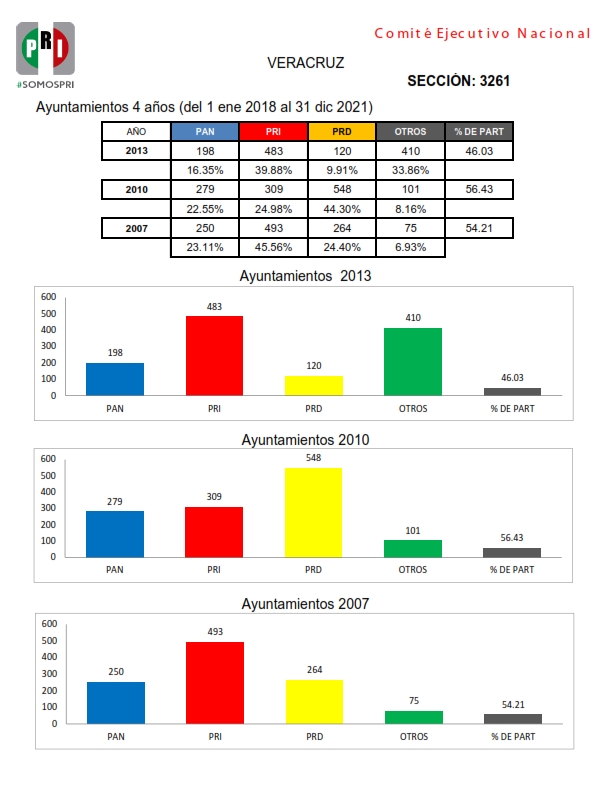 Comité Ejecutivo Nacional
PRI
#SOMOSPRI
VERACRUZ
SECCIÓN: 3261
Ayuntamientos 4 años (del 1 ene 2018 al 31 dic 2021)
AÑO PAN PRI PRD OTROS % DE PART
2013 198 483 120 410 46.03
16.35% 39.88% 9.91% 33.86%
2010 279 309 548 101 56.43
22.55% 24.98% 44.30% 8.16%
2007 250 493 264 75 54.21
23.11% 45.56% 24.40% 6.93%
Ayuntamientos 2013
600
500
400
300
200
100
0
198 483 120 410 46.03
PAN PRI PRD OTROS % DE PART
Ayuntamientos 2010
600
500
400
300
200
100
0
279 309 548 101 56.43
PAN PRI PRD OTROS % DE PART
Ayuntamientos 2007
600
500
400
300
200
100
0
250 493 264 75 54.21
PAN PRI PRD OTROS % DE PART